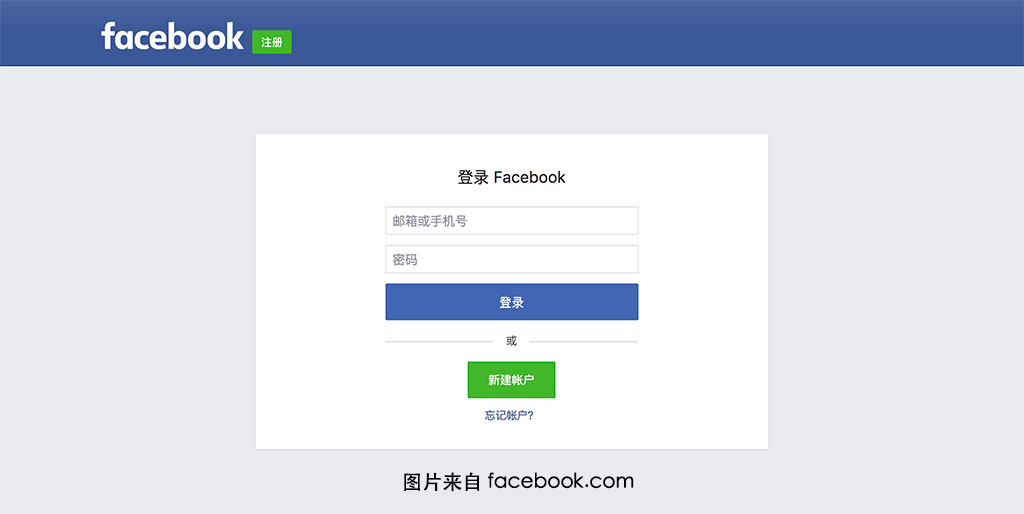 facebook 注册
登录 Facebook
邮箱或手机号
密码
登录
或
新建帐户
忘记帐户?
图片来自 facebook.com